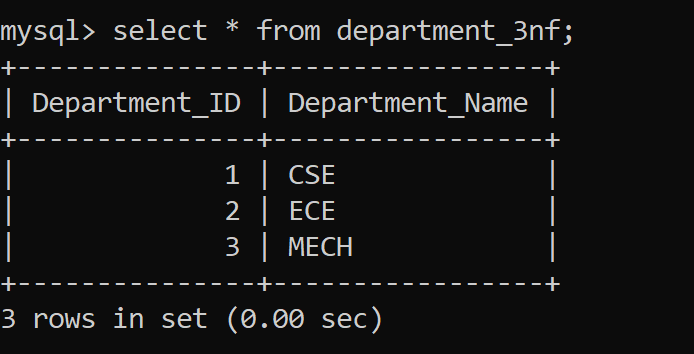 mysql> select * from department_3nf;
+---------------+-----------------+
| Department_ID | Department_Name |
+---------------+-----------------+
|             1 | CSE             |
|             2 | ECE             |
|             3 | MECH            |
+---------------+-----------------+
3 rows in set (0.00 sec)